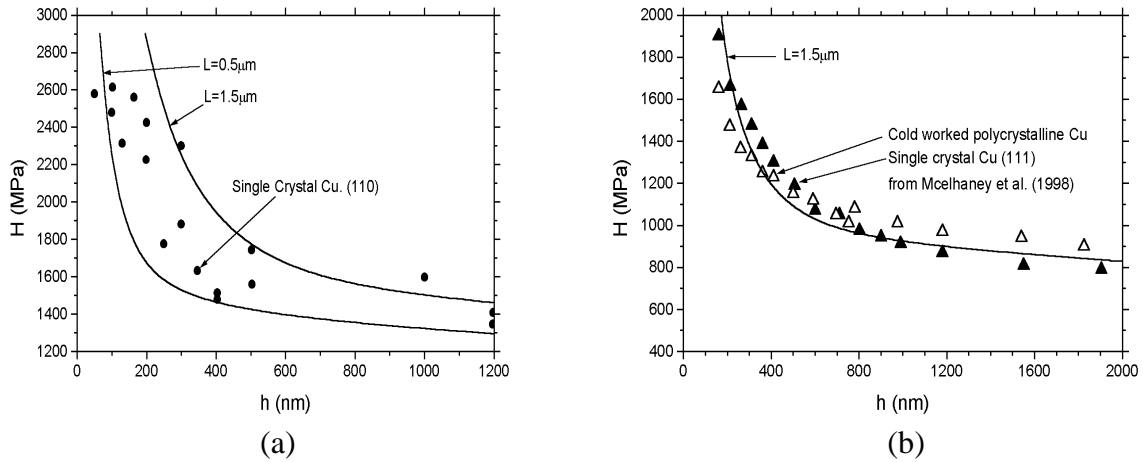 3000
2800
2600
2400
2200
2000
1800
1600
1400
1200
H (MPa)
0 200 400 600 800 1000 1200
h (nm)
L=0.5μm
L=1.5μm
Single Crystal Cu. (110)
(a)
2000
1800
1600
1400
1200
1000
800
600
400
H (MPa)
0 400 800 1200 1600 2000
h (nm)
L=1.5μm
Cold worked polycrystalline Cu
Single crystal Cu (111)
from Mcelhaney et al. (1998)
(b)